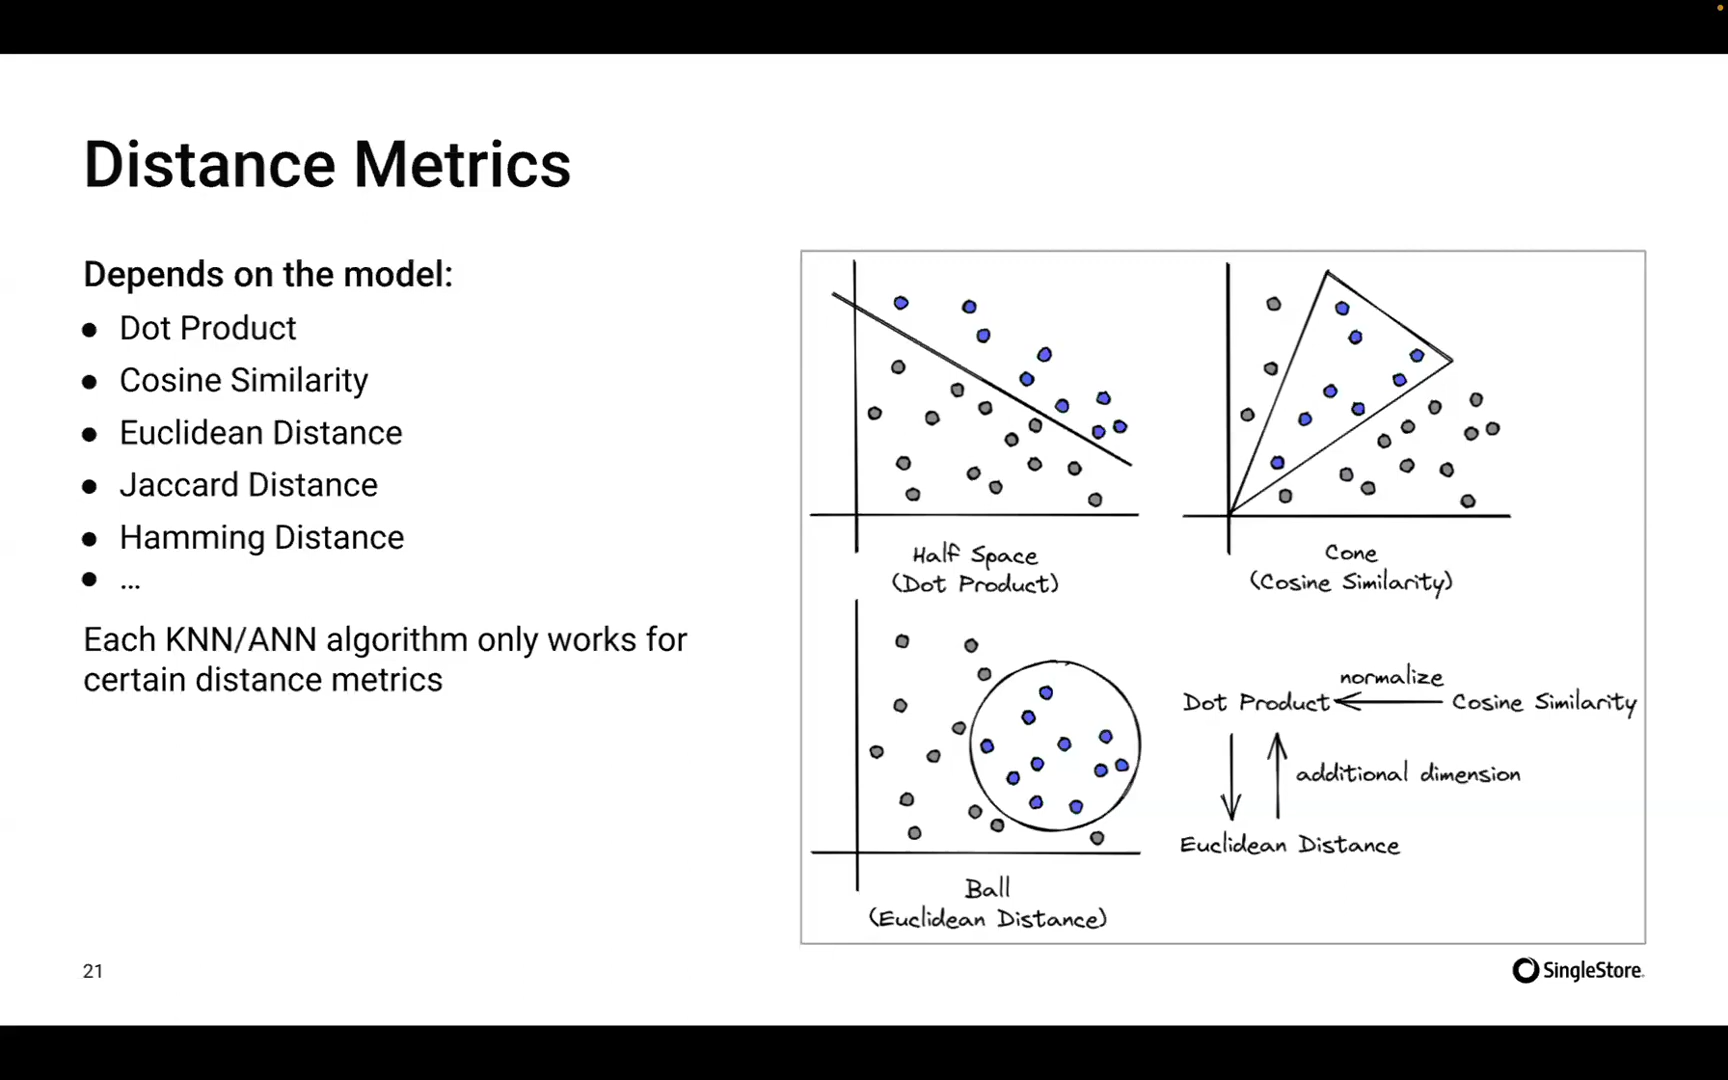 Distance Metrics
Depends on the model:
● Dot Product
● Cosine Similarity
● Euclidean Distance
● Jaccard Distance
● Hamming Distance
● ...
Each KNN/ANN algorithm only works for
certain distance metrics
Half Space
(Dot Product)
Cone
(Cosine Similarity)
Ball
(Euclidean Distance)
normalize
Dot Product
Cosine Similarity
additional dimension
Euclidean Distance
21
SingleStore